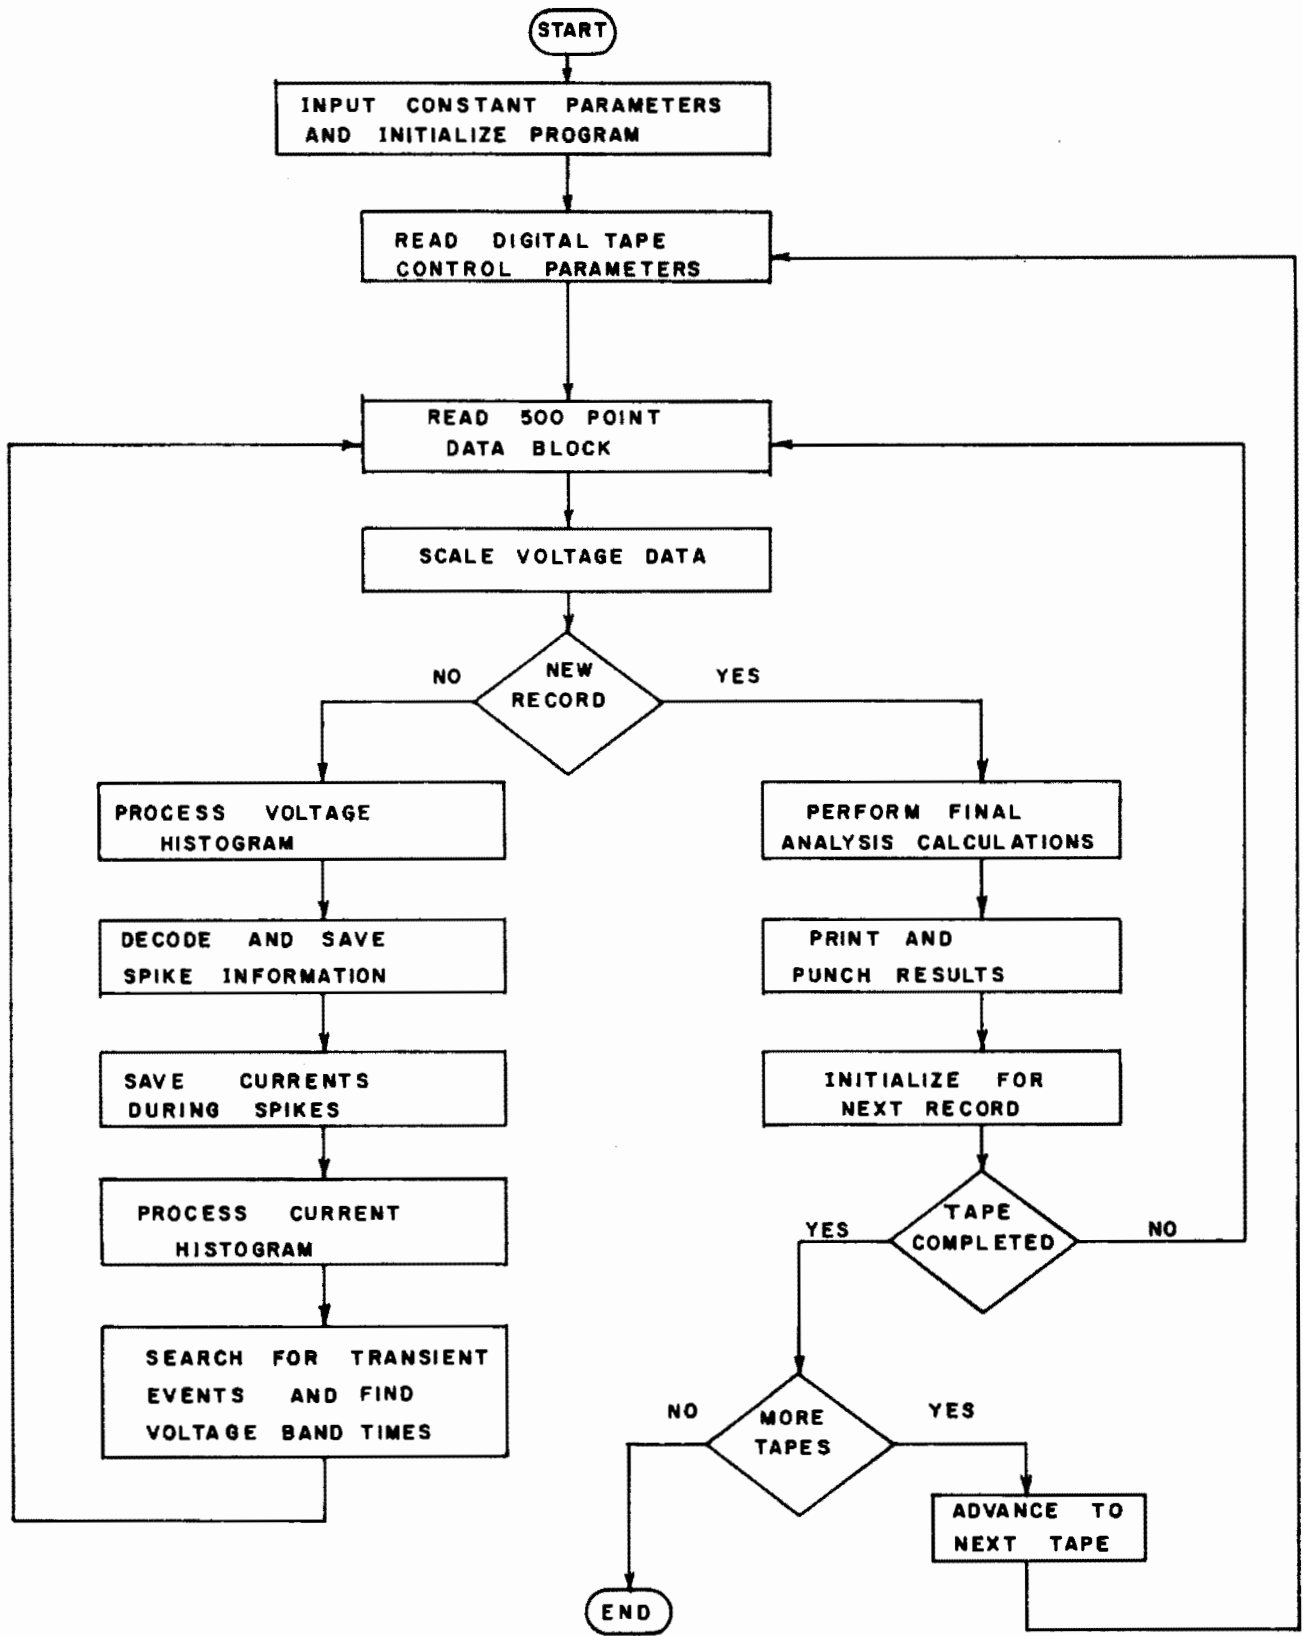 START
INPUT CONSTANT PARAMETERS
AND INITIALIZE PROGRAM
READ DIGITAL TAPE
CONTROL PARAMETERS
READ 500 POINT
DATA BLOCK
SCALE VOLTAGE DATA
NEW
RECORD
NO
YES
PROCESS VOLTAGE
HISTOGRAM
DECODE AND SAVE
SPIKE INFORMATION
SAVE CURRENTS
DURING SPIKES
PROCESS CURRENT
HISTOGRAM
SEARCH FOR TRANSIENT
EVENTS AND FIND
VOLTAGE BAND TIMES
PERFORM FINAL
ANALYSIS CALCULATIONS
PRINT AND
PUNCH RESULTS
INITIALIZE FOR
NEXT RECORD
TAPE
COMPLETED
YES
NO
MORE
TAPES
NO
YES
ADVANCE TO
NEXT TAPE
END